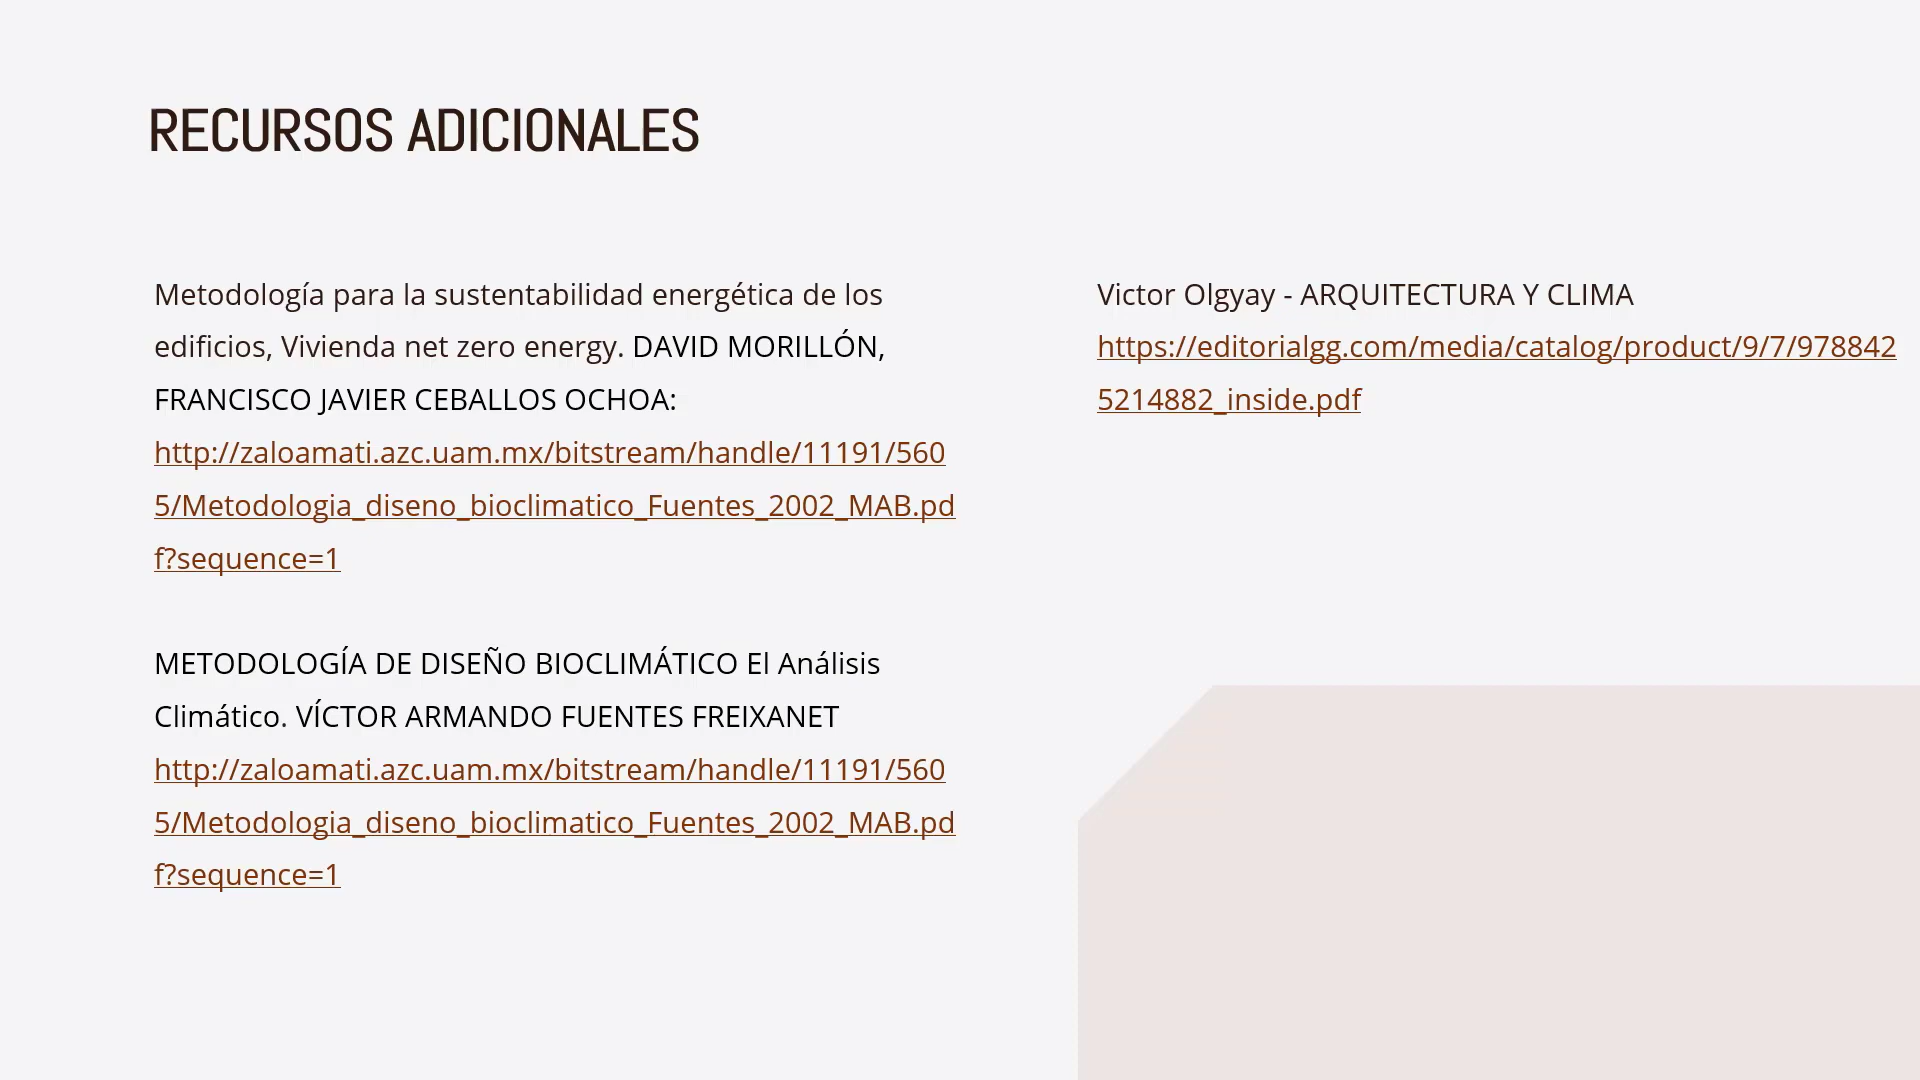 RECURSOS ADICIONALES
Metodología para la sustentabilidad energética de los
edificios, Vivienda net zero energy. DAVID MORILLÓN,
FRANCISCO JAVIER CEBALLOS OCHOA:
http://zaloamati.azc.uam.mx/bitstream/handle/11191/560
5/Metodologia_diseno_bioclimatico_Fuentes_2002_MAB.pd
f?sequence=1
METODOLOGÍA DE DISEÑO BIOCLIMÁTICO El Análisis
Climático. VÍCTOR ARMANDO FUENTES FREIXANET
http://zaloamati.azc.uam.mx/bitstream/handle/11191/560
5/Metodologia_diseno_bioclimatico_Fuentes_2002_MAB.pd
f?sequence=1
Victor Olgyay - ARQUITECTURA Y CLIMA
https://editorialgg.com/media/catalog/product/9/7/978842
5214882_inside.pdf